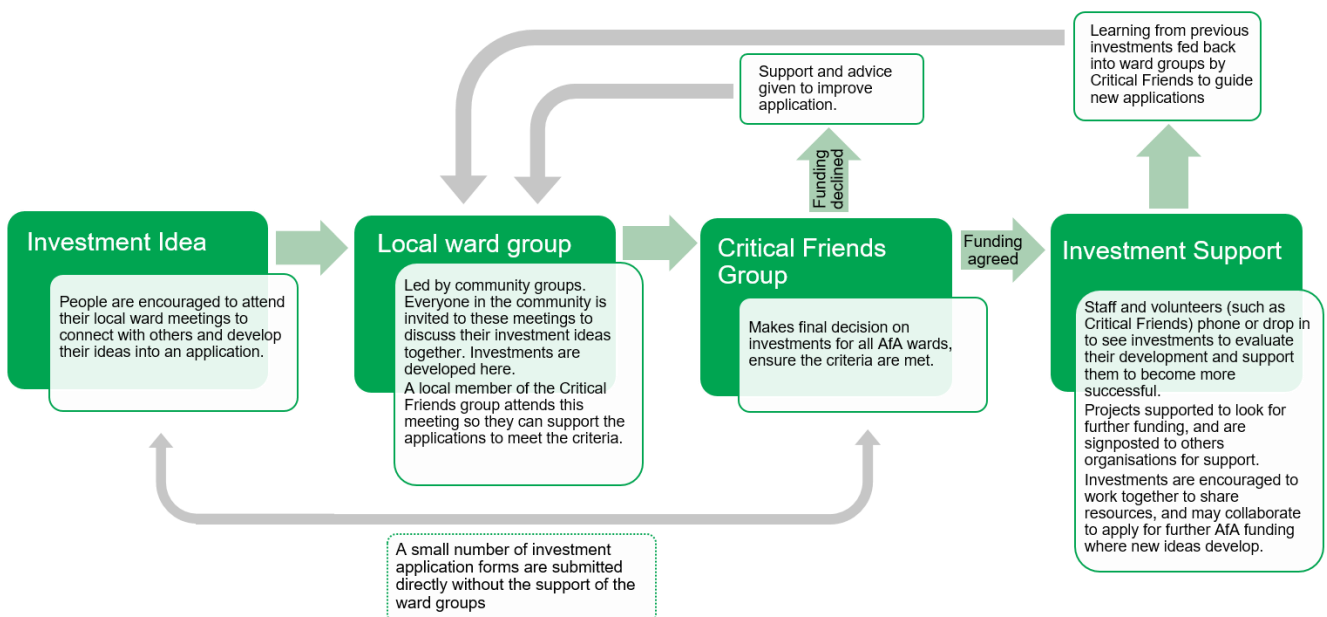 Learning from previous
investments fed back
into ward groups by
Critical Friends to guide
new applications
Support and advice
given to improve
application.
Funding
declined
Investment Idea
People are encouraged to attend
their local ward meetings to
connect with others and develop
their ideas into an application.
Local ward group
Led by community groups.
Everyone in the community is
invited to these meetings to
discuss their investment ideas
together. Investments are
developed here.
A local member of the Critical
Friends group attends this
meeting so they can support the
applications to meet the criteria.
Critical Friends
Group
Makes final decision on
investments for all AfA wards,
ensure the criteria are met.
Funding
agreed
Investment Support
Staff and volunteers (such as
Critical Friends) phone or drop in
to see investments to evaluate
their development and support
them to become more
successful.
Projects supported to look for
further funding, and are
signposted to others
organisations for support.
Investments are encouraged to
work together to share
resources, and may collaborate
to apply for further AfA funding
where new ideas develop.
A small number of investment
application forms are submitted
directly without the support of the
ward groups